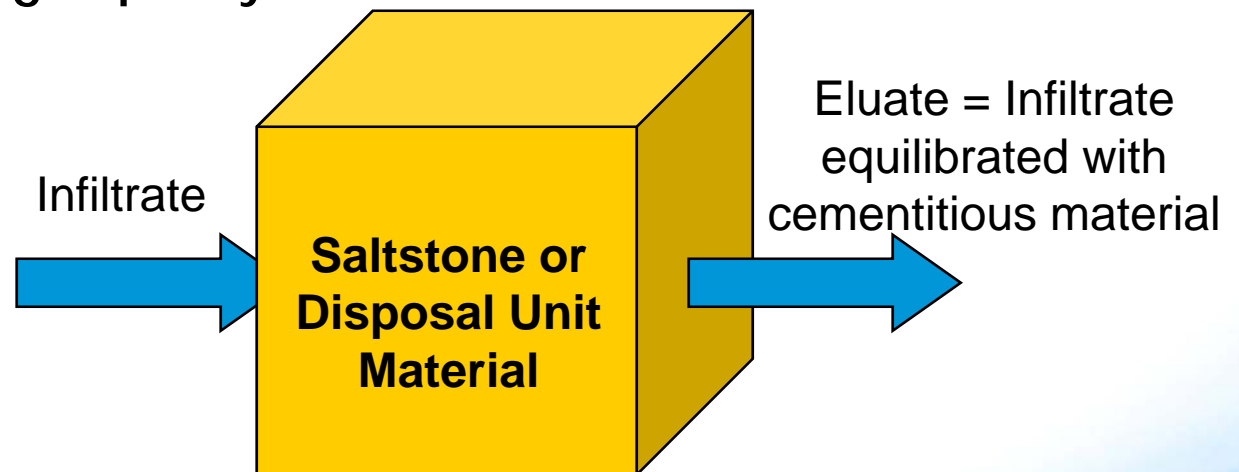 Infiltrate
Saltstone or
Disposal Unit
Material
Eluate = Infiltrate
equilibrated with
cementitious material